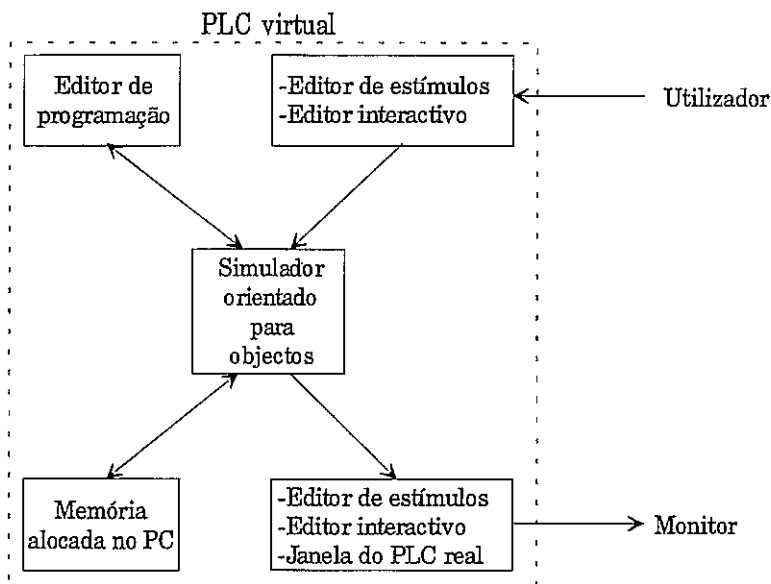 PLC virtual
Editor de
programação
-Editor de estímulos
-Editor interactivo
Utilizador
Simulador
orientado
para
objectos
Memória
alocada no PC
-Editor de estímulos
-Editor interactivo
-Janela do PLC real
Monitor